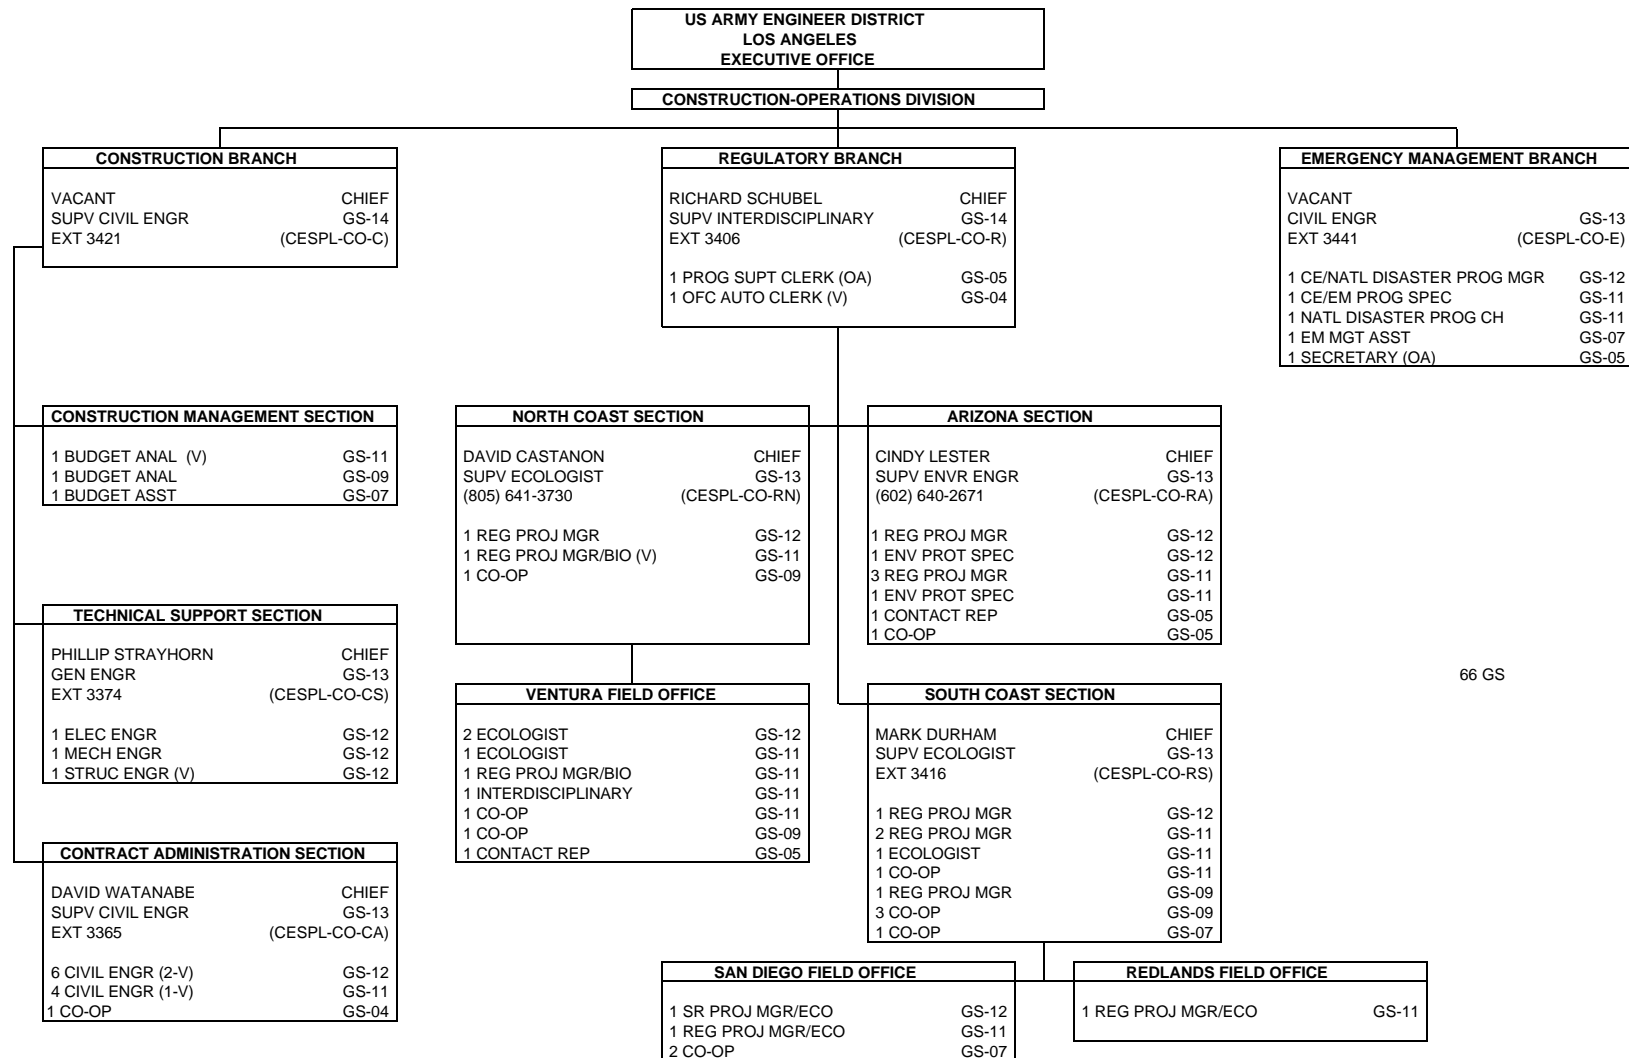 US ARMY ENGINEER DISTRICT
LOS ANGELES
EXECUTIVE OFFICE
CONSTRUCTION-OPERATIONS DIVISION
CONSTRUCTION BRANCH
VACANT CHIEF
SUPV CIVIL ENGR GS-14
EXT 3421 (CESPL-CO-C)
REGULATORY BRANCH
RICHARD SCHUBEL CHIEF
SUPV INTERDISCIPLINARY GS-14
EXT 3406 (CESPL-CO-R)
1 PROG SUPT CLERK (OA) GS-05
1 OFC AUTO CLERK (V) GS-04
EMERGENCY MANAGEMENT BRANCH
VACANT
CIVIL ENGR GS-13
EXT 3441 (CESPL-CO-E)
1 CE/NATL DISASTER PROG MGR GS-12
1 CE/EM PROG SPEC GS-11
1 NATL DISASTER PROG CH GS-11
1 EM MGT ASST GS-07
1 SECRETARY (OA) GS-05
CONSTRUCTION MANAGEMENT SECTION
1 BUDGET ANAL (V) GS-11
1 BUDGET ANAL GS-09
1 BUDGET ASST GS-07
NORTH COAST SECTION
DAVID CASTANON CHIEF
SUPV ECOLOGIST GS-13
(805) 641-3730 (CESPL-CO-RN)
1 REG PROJ MGR GS-12
1 REG PROJ MGR/BIO (V) GS-11
1 CO-OP GS-09
ARIZONA SECTION
CINDY LESTER CHIEF
SUPV ENVR ENGR GS-13
(602) 640-2671 (CESPL-CO-RA)
1 REG PROJ MGR GS-12
1 ENV PROT SPEC GS-12
3 REG PROJ MGR GS-11
1 ENV PROT SPEC GS-11
1 CONTACT REP GS-05
1 CO-OP GS-05
TECHNICAL SUPPORT SECTION
PHILLIP STRAYHORN CHIEF
GEN ENGR GS-13
EXT 3374 (CESPL-CO-CS)
1 ELEC ENGR GS-12
1 MECH ENGR GS-12
1 STRUC ENGR (V) GS-12
VENTURA FIELD OFFICE
2 ECOLOGIST GS-12
1 ECOLOGIST GS-11
1 REG PROJ MGR/BIO GS-11
1 INTERDISCIPLINARY GS-11
1 CO-OP GS-11
1 CO-OP GS-09
1 CONTACT REP GS-05
SOUTH COAST SECTION
MARK DURHAM CHIEF
SUPV ECOLOGIST GS-13
EXT 3416 (CESPL-CO-RS)
1 REG PROJ MGR GS-12
2 REG PROJ MGR GS-11
1 ECOLOGIST GS-11
1 CO-OP GS-11
1 REG PROJ MGR GS-09
3 CO-OP GS-09
1 CO-OP GS-07
66 GS
CONTRACT ADMINISTRATION SECTION
DAVID WATANABE CHIEF
SUPV CIVIL ENGR GS-13
EXT 3365 (CESPL-CO-CA)
6 CIVIL ENGR (2-V) GS-12
4 CIVIL ENGR (1-V) GS-11
1 CO-OP GS-04
SAN DIEGO FIELD OFFICE
1 SR PROJ MGR/ECO GS-12
1 REG PROJ MGR/ECO GS-11
2 CO-OP GS-07
REDLANDS FIELD OFFICE
1 REG PROJ MGR/ECO GS-11